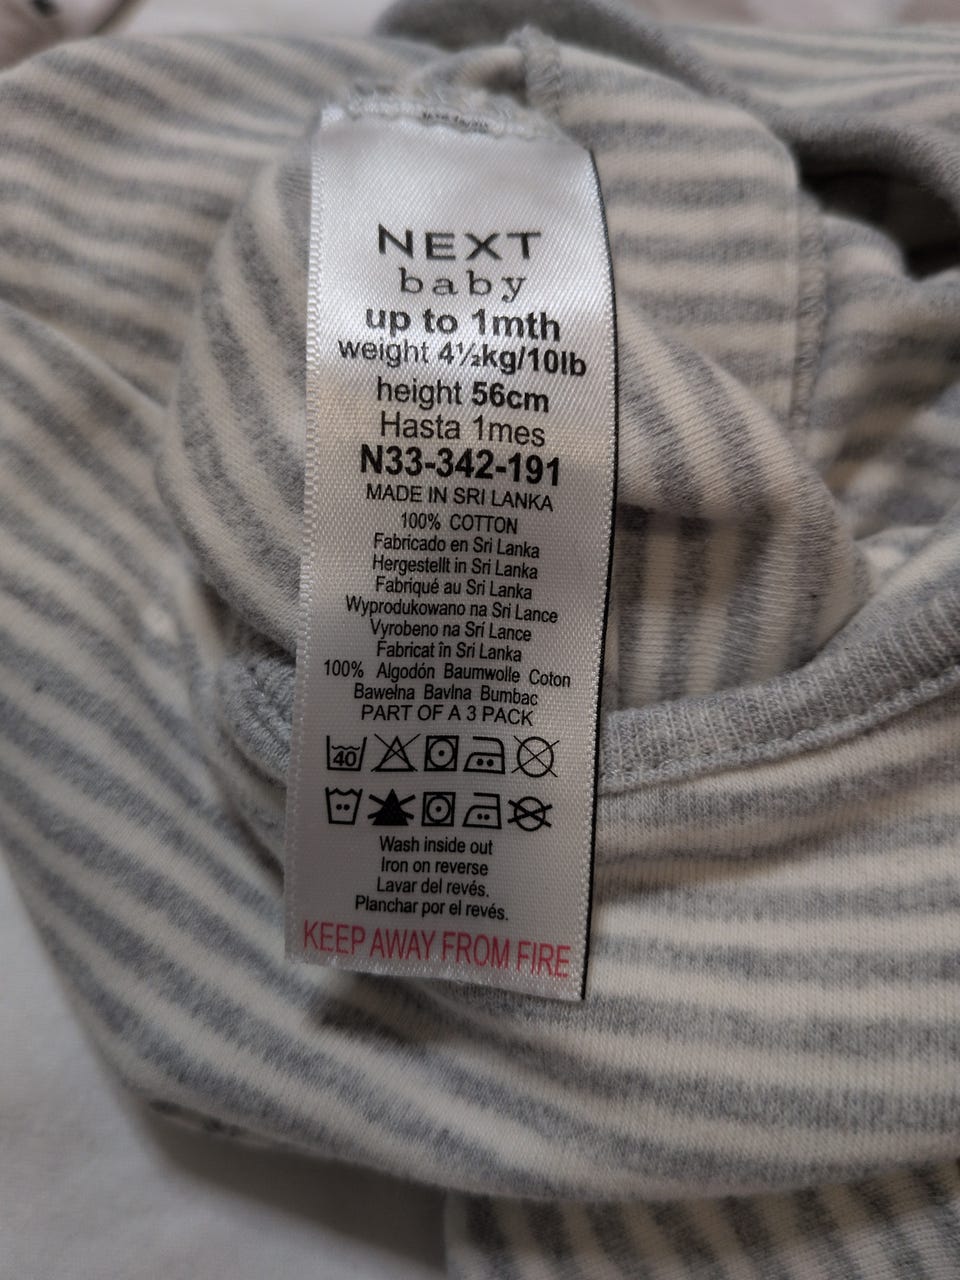 NEXT
baby
up to 1mth
weight 4½kg/10lb
height 56cm
Hasta 1mes
N33-342-191
MADE IN SRI LANKA
100% COTTON
Fabricado en Sri Lanka
Hergestellt in Sri Lanka
Fabriqué au Sri Lanka
Wyprodukowano na Sri Lance
Vyrobeno na Srí Lance
Fabricat în Sri Lanka
100% Algodón Baumwolle Coton
Bawełna Bavlna Bumbac
PART OF A 3 PACK
40
Wash inside out
Iron on reverse
Lavar del revés.
Planchar por el revés.
KEEP AWAY FROM FIRE